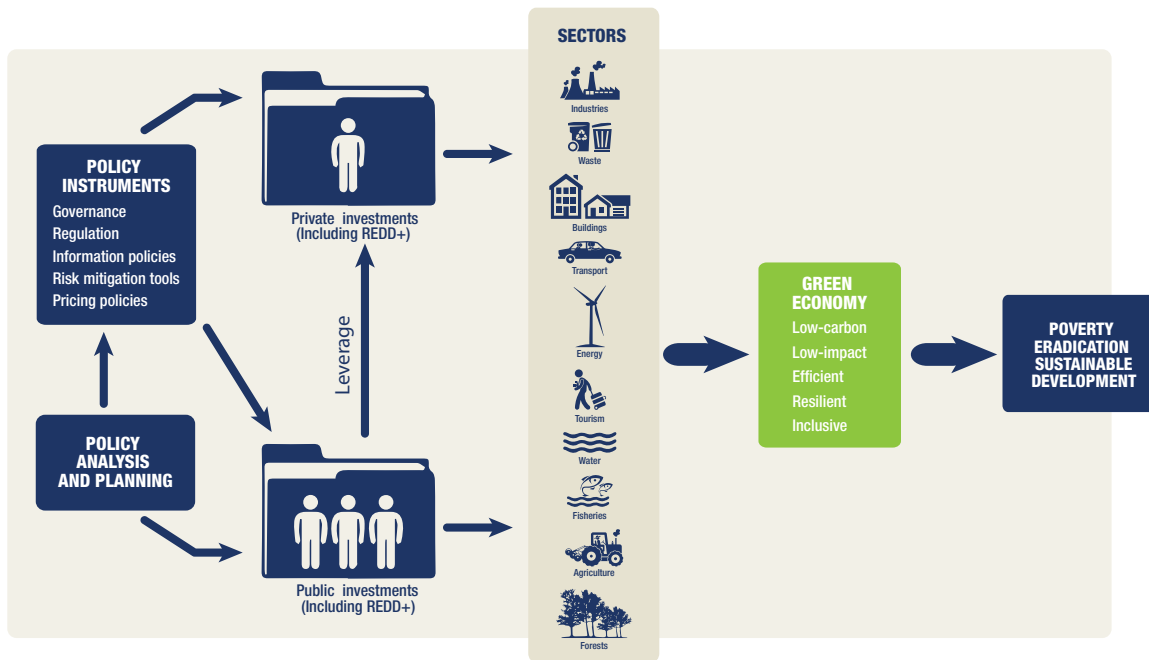 POLICY
INSTRUMENTS
Governance
Regulation
Information policies
Risk mitigation tools
Pricing policies
POLICY
ANALYSIS
AND PLANNING
Private investments
(Including REDD+)
Leverage
Public investments
(Including REDD+)
SECTORS
Industries
Waste
Buildings
Transport
Energy
Tourism
Water
Fisheries
Agriculture
Forests
GREEN
ECONOMY
Low-carbon
Low-impact
Efficient
Resilient
Inclusive
POVERTY
ERADICATION
SUSTAINABLE
DEVELOPMENT